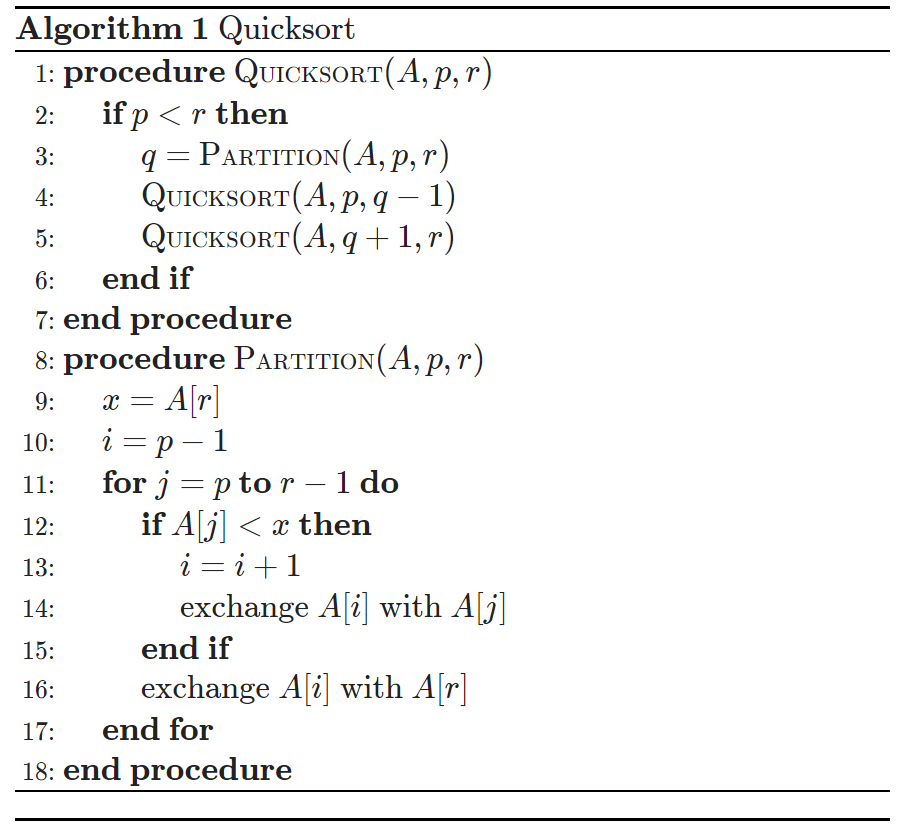 Algorithm 1 Quicksort
1: procedure QUICKSORT(A, p, r)
2: if p < r then
3: q = PARTITION(A, p, r)
4: QUICKSORT(A, p, q − 1)
5: QUICKSORT(A, q + 1, r)
6: end if
7: end procedure
8: procedure PARTITION(A, p, r)
9: x = A[r]
10: i = p − 1
11: for j = p to r − 1 do
12: if A[j] < x then
13: i = i + 1
14: exchange A[i] with A[j]
15: end if
16: exchange A[i] with A[r]
17: end for
18: end procedure